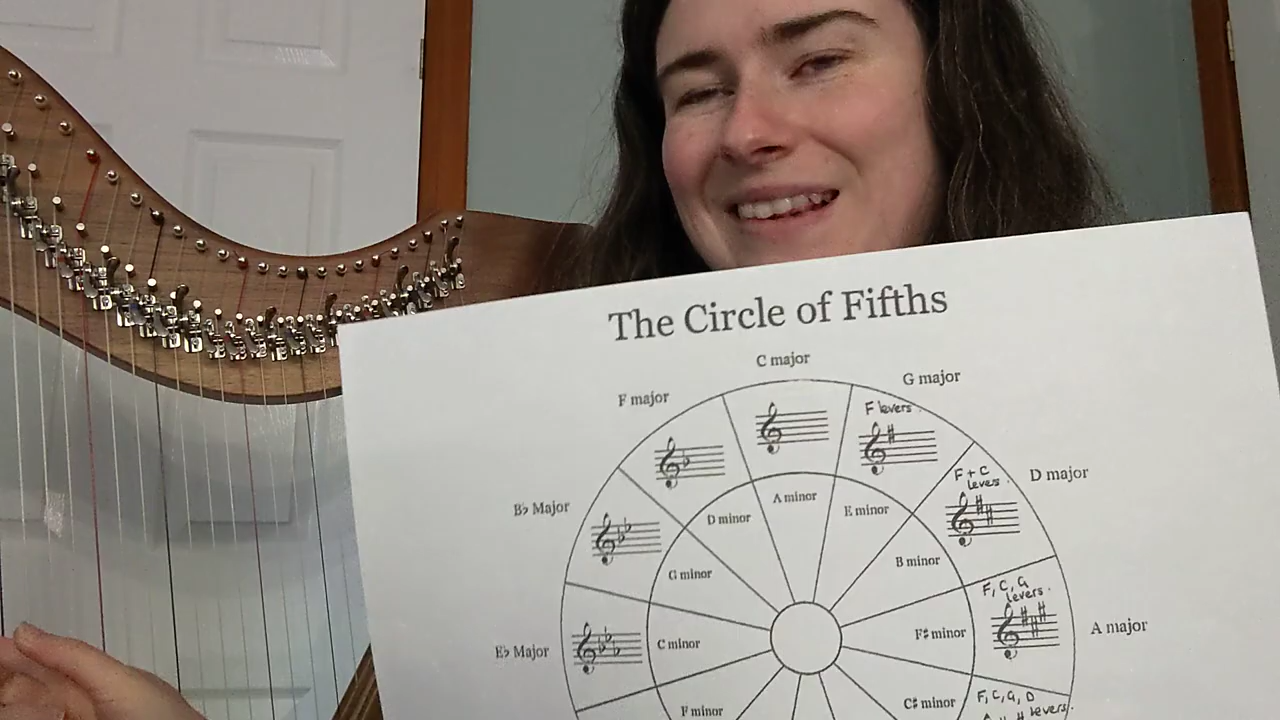 The Circle of Fifths
C major
G major
F major
F levers.
D major
F + C
levers.
B♭ Major
A minor
E minor
D minor
B minor
G minor
F, C, G
levers.
A major
F♯ minor
E♭ Major
C minor
C♯ minor
F, C, G, D
levers.
F minor